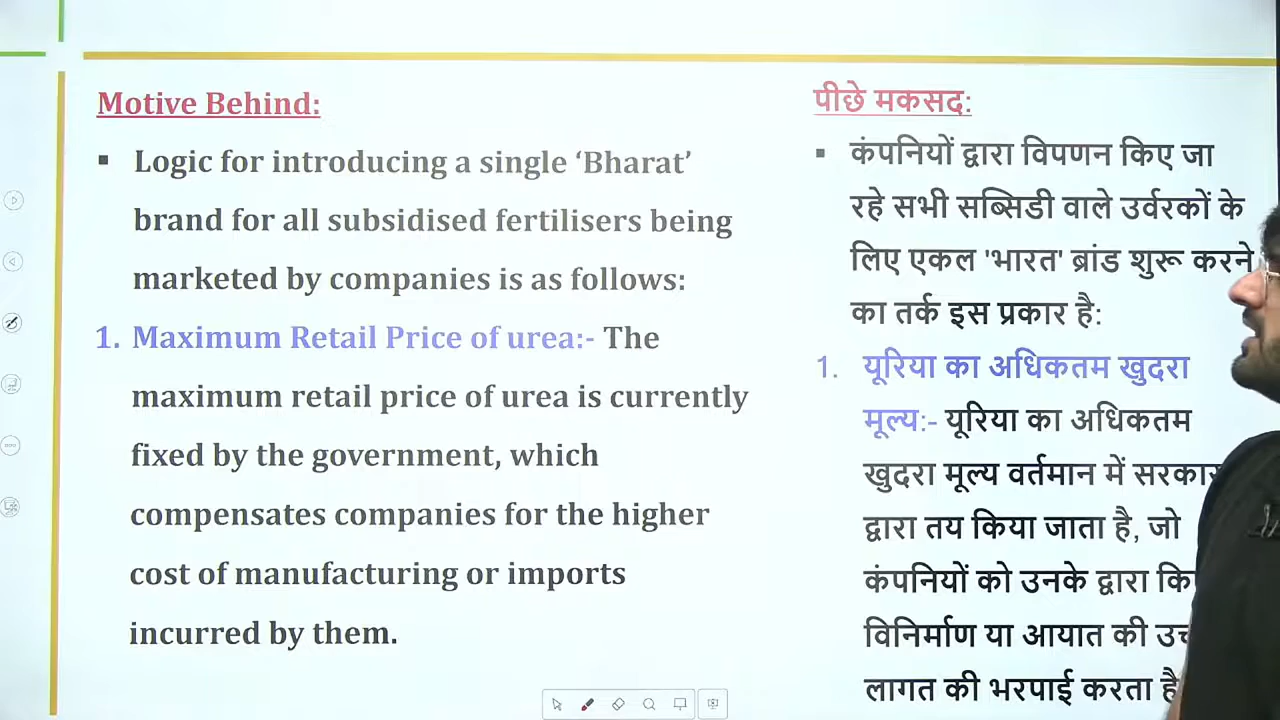 Motive Behind:
▪ Logic for introducing a single ‘Bharat’
brand for all subsidised fertilisers being
marketed by companies is as follows:
1. Maximum Retail Price of urea:- The
maximum retail price of urea is currently
fixed by the government, which
compensates companies for the higher
cost of manufacturing or imports
incurred by them.
पीछे मकसद:
▪ कंपनियों द्वारा विपणन किए जा
रहे सभी सब्सिडी वाले उर्वरकों के
लिए एकल 'भारत' ब्रांड शुरू करने
का तर्क इस प्रकार है:
1. यूरिया का अधिकतम खुदरा
मूल्य:- यूरिया का अधिकतम
खुदरा मूल्य वर्तमान में सरकार
द्वारा तय किया जाता है, जो
कंपनियों को उनके द्वारा
विनिर्माण या आयात की
लागत की भरपाई करता है